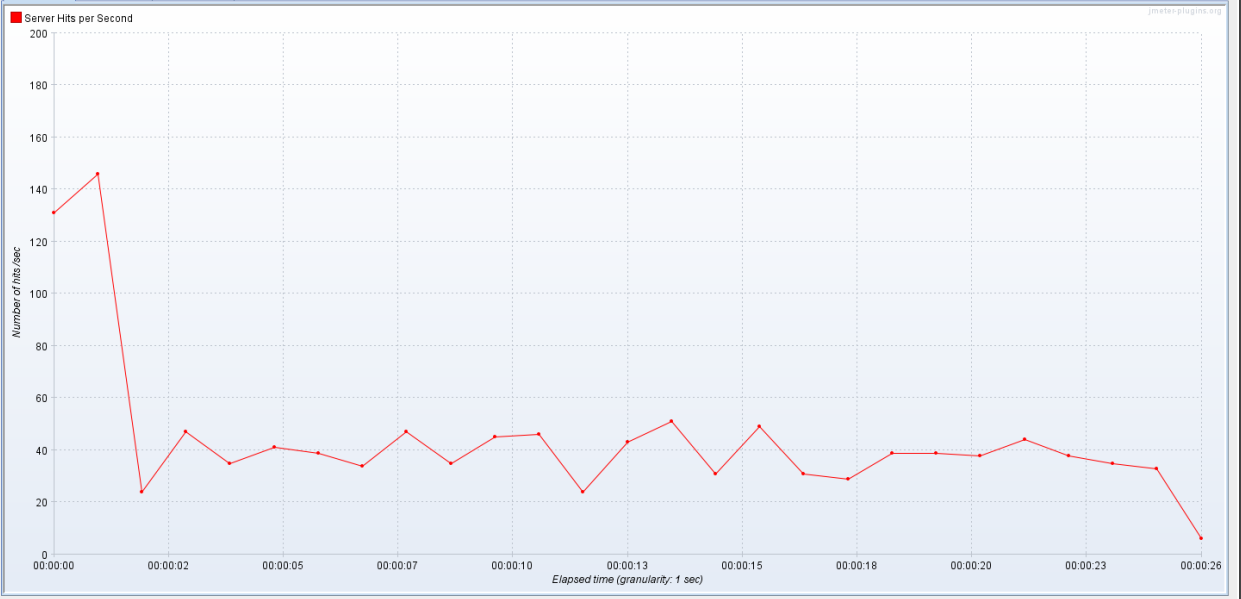 Server Hits per Second
jmeter-plugins.org
200
180
160
140
120
100
80
60
40
20
0
Number of hits/sec
00:00:00 00:00:02 00:00:05 00:00:07 00:00:10 00:00:13 00:00:15 00:00:18 00:00:20 00:00:23 00:00:26
Elapsed time (granularity: 1 sec)